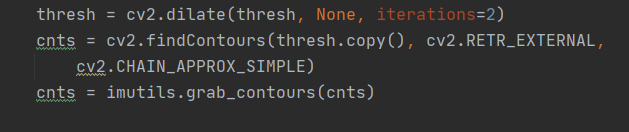 thresh = cv2.dilate(thresh, None, iterations=2)
cnts = cv2.findContours(thresh.copy(), cv2.RETR_EXTERNAL,
    cv2.CHAIN_APPROX_SIMPLE)
cnts = imutils.grab_contours(cnts)